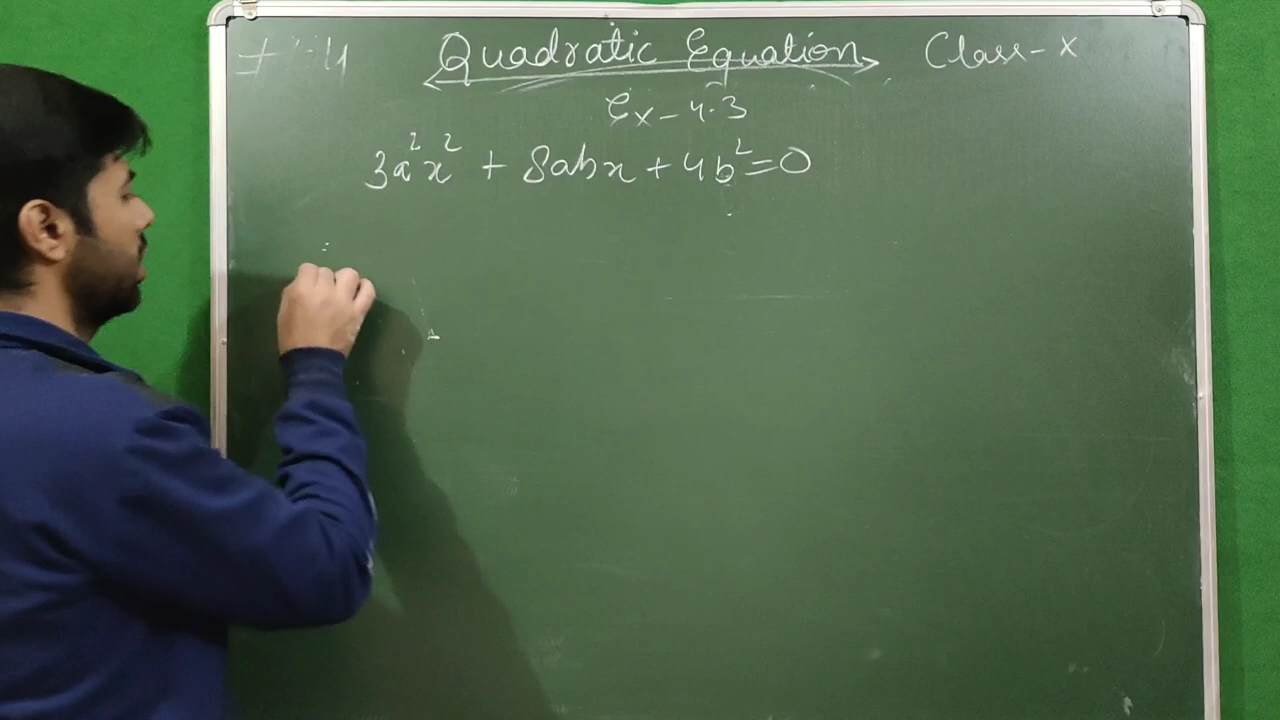 Quadratic Equation Class-X
Ex-4.3
3a²x² + 8abx + 4b² = 0